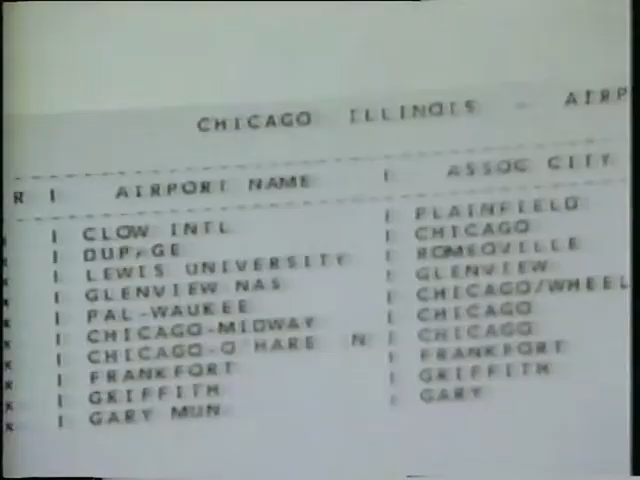 CHICAGO ILLINOIS - AIRP
R | AIRPORT NAME | ASSOC CITY
| CLOW INTL | PLAINFIELD
| DUPAGE | CHICAGO
| LEWIS UNIVERSITY | ROMEOVILLE
x | GLENVIEW NAS | GLENVIEW
x | PAL-WAUKEE | CHICAGO/WHEEL
x | CHICAGO-MIDWAY | CHICAGO
x | CHICAGO-O HARE IN | CHICAGO
x | FRANKFORT | FRANKFORT
x | GRIFFITH | GRIFFITH
x | GARY MUN | GARY